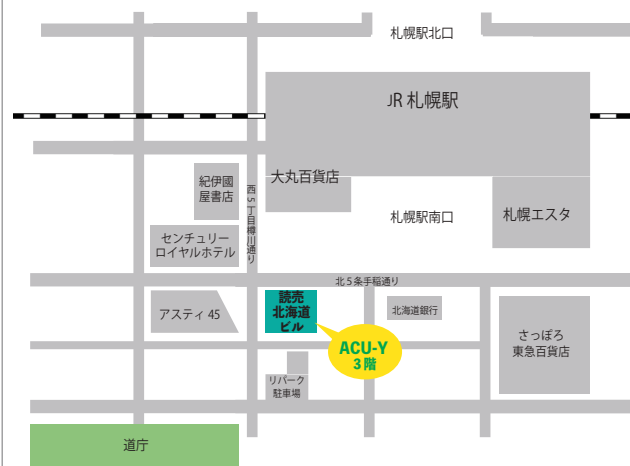 札幌駅北口
JR 札幌駅
紀伊國
屋書店
大丸百貨店
西5丁目樽川通り
札幌駅南口
札幌エスタ
センチュリー
ロイヤルホテル
北5条手稲通り
アスティ 45
読売
北海道
ビル
北海道銀行
さっぽろ
東急百貨店
ACU-Y
3階
リパーク
駐車場
道庁